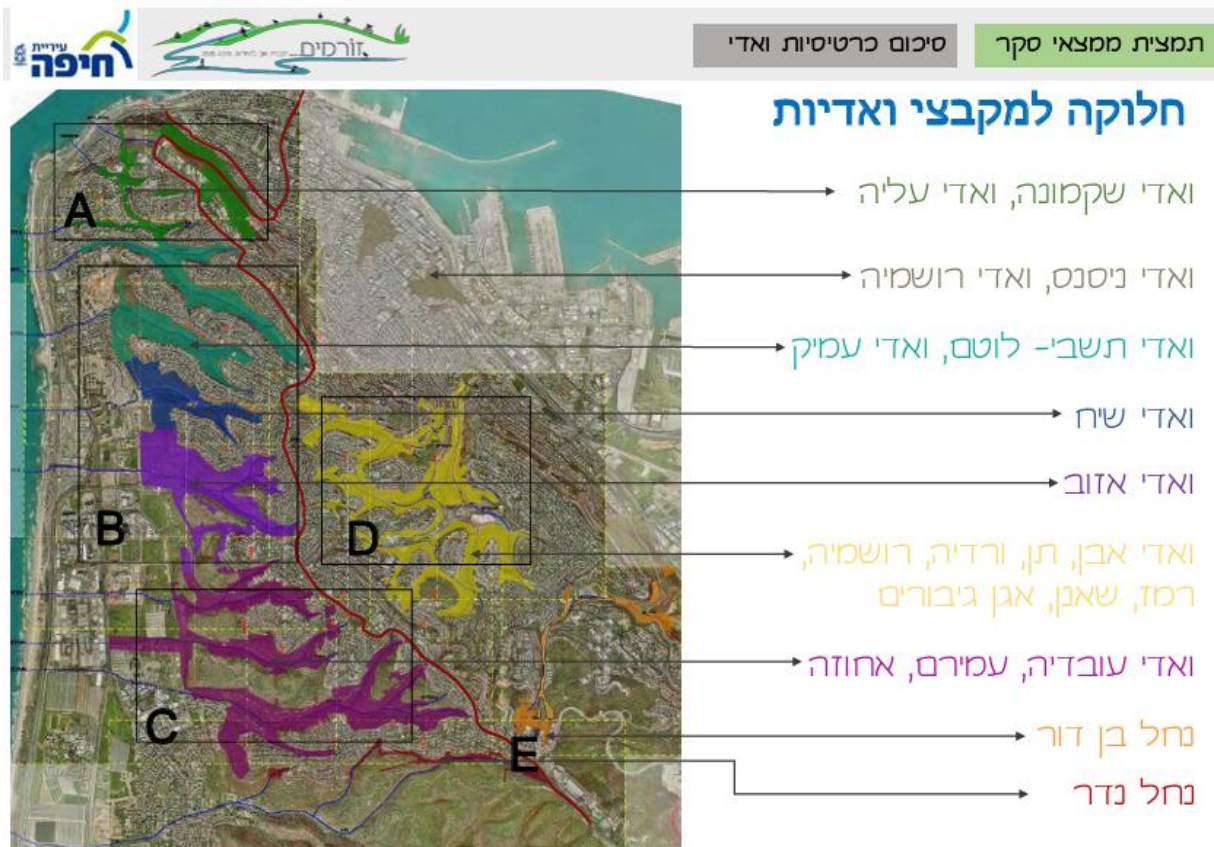 תמצית ממצאי סקר
סיכום כרטיסיות ואדי
זורמים
עיריית
חיפה
חלוקה למקבצי ואדיות
ואדי שקמונה, ואדי עליה
ואדי ניסנס, ואדי רושמיה
ואדי תשבי- לוטם, ואדי עמיק
ואדי שיח
ואדי אזוב
ואדי אבן, תן, ורדיה, רושמיה,
רמז, שאנן, אגן גיבורים
ואדי עובדיה, עמירם, אחוזה
נחל בן דור
נחל נדר
A
B
D
C
E